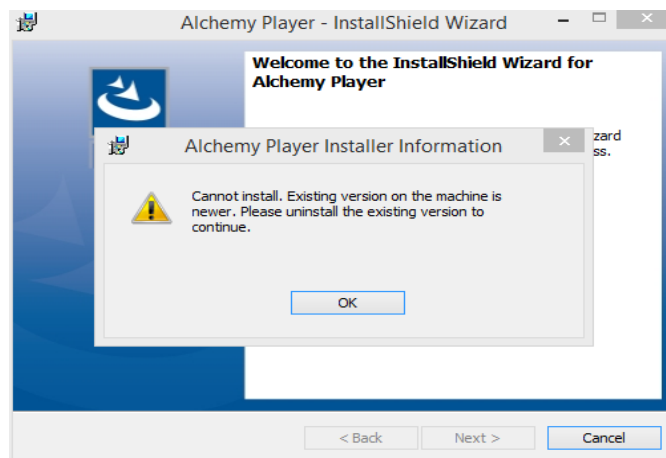 Alchemy Player - InstallShield Wizard
Welcome to the InstallShield Wizard for
Alchemy Player
zard
ss.
Alchemy Player Installer Information
Cannot install. Existing version on the machine is
newer. Please uninstall the existing version to
continue.
OK
< Back
Next >
Cancel